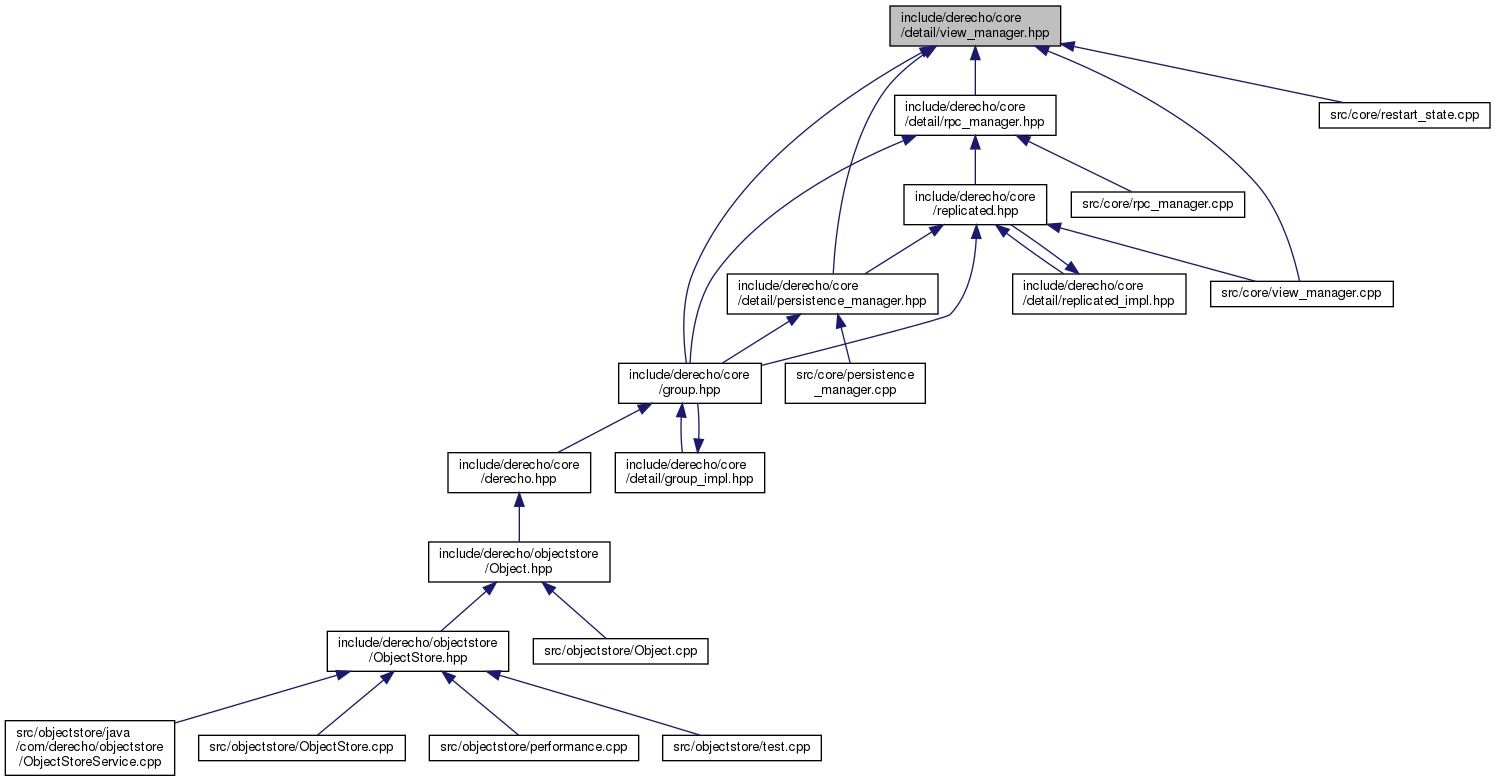 include/derecho/core
/detail/view_manager.hpp
include/derecho/core
/detail/rpc_manager.hpp
src/core/restart_state.cpp
include/derecho/core
/replicated.hpp
src/core/rpc_manager.cpp
include/derecho/core
/detail/persistence_manager.hpp
include/derecho/core
/detail/replicated_impl.hpp
src/core/view_manager.cpp
include/derecho/core
/group.hpp
src/core/persistence
_manager.cpp
include/derecho/core
/derecho.hpp
include/derecho/core
/detail/group_impl.hpp
include/derecho/objectstore
/Object.hpp
include/derecho/objectstore
/ObjectStore.hpp
src/objectstore/Object.cpp
src/objectstore/java
/com/derecho/objectstore
/ObjectStoreService.cpp
src/objectstore/ObjectStore.cpp
src/objectstore/performance.cpp
src/objectstore/test.cpp